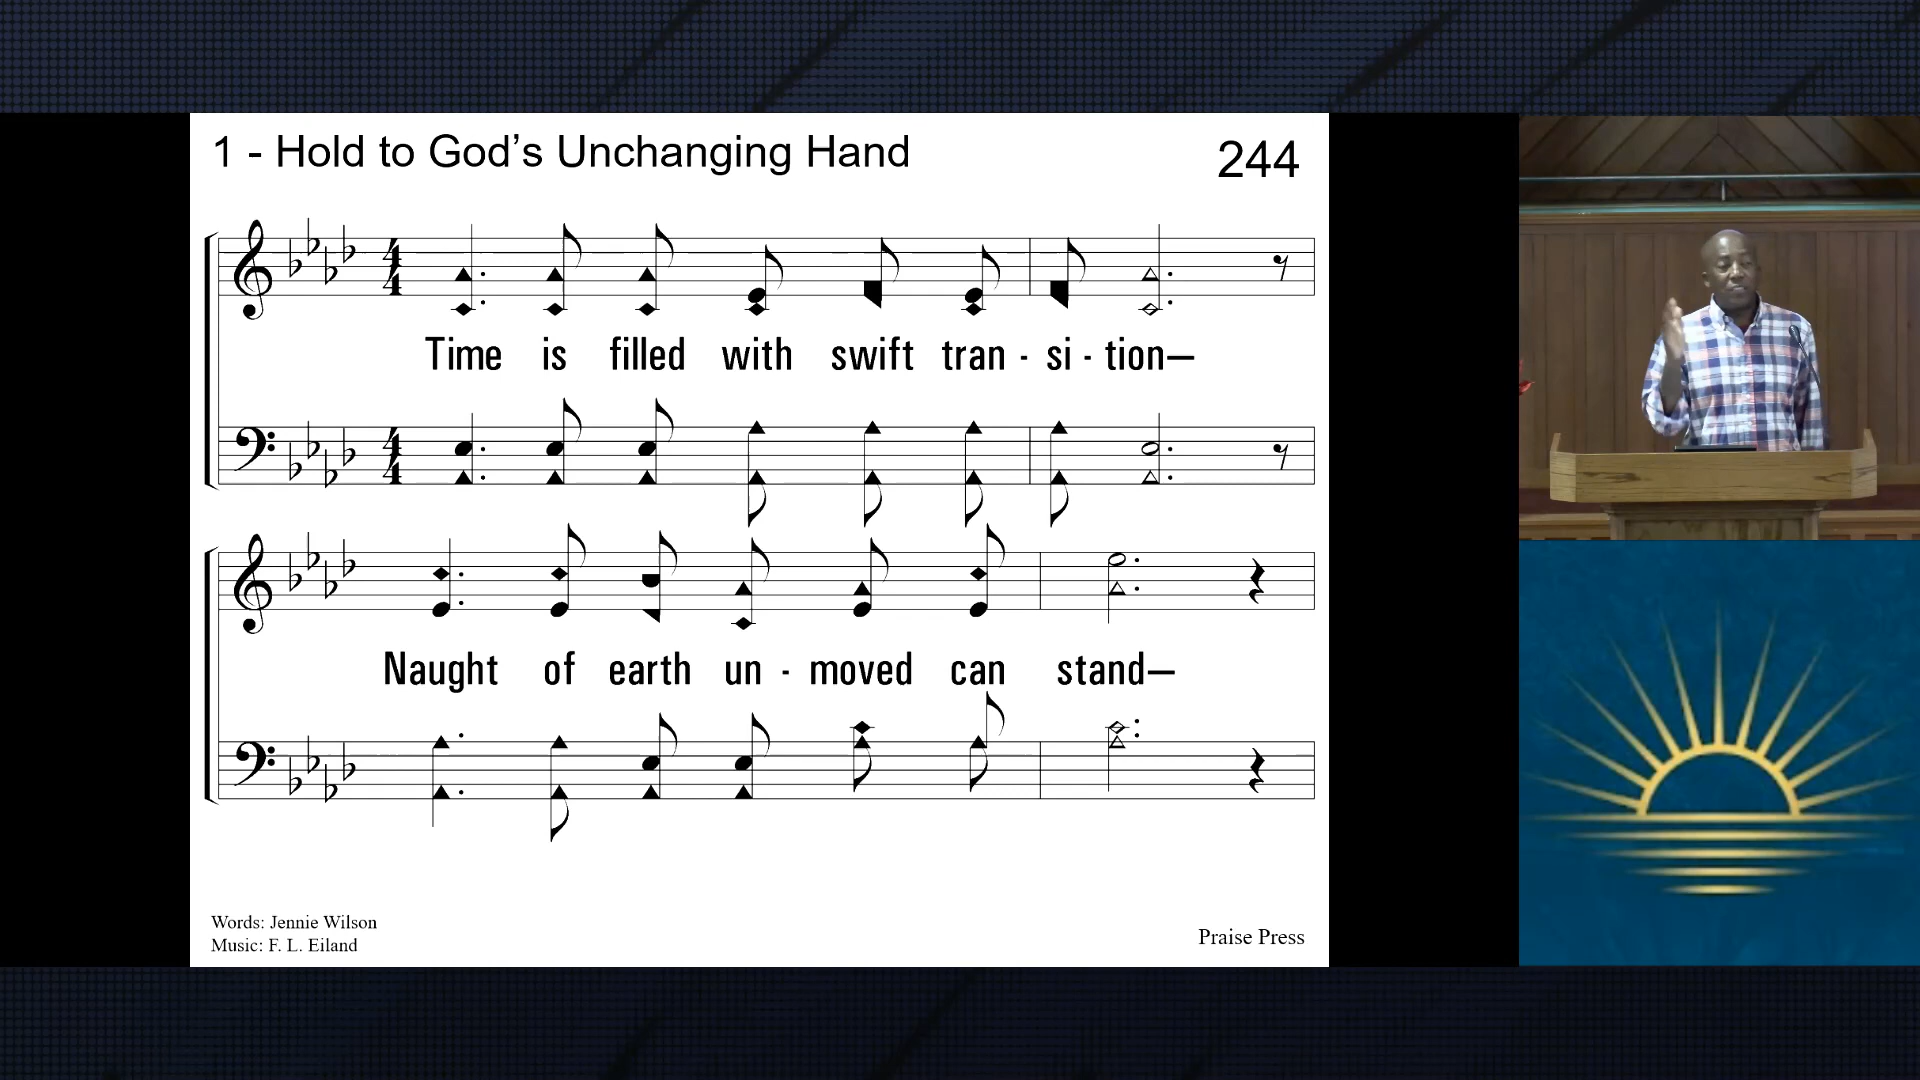 1 - Hold to God’s Unchanging Hand
244
Time is filled with swift tran - si - tion—
Naught of earth un - moved can stand—
Words: Jennie Wilson
Music: F. L. Eiland
Praise Press